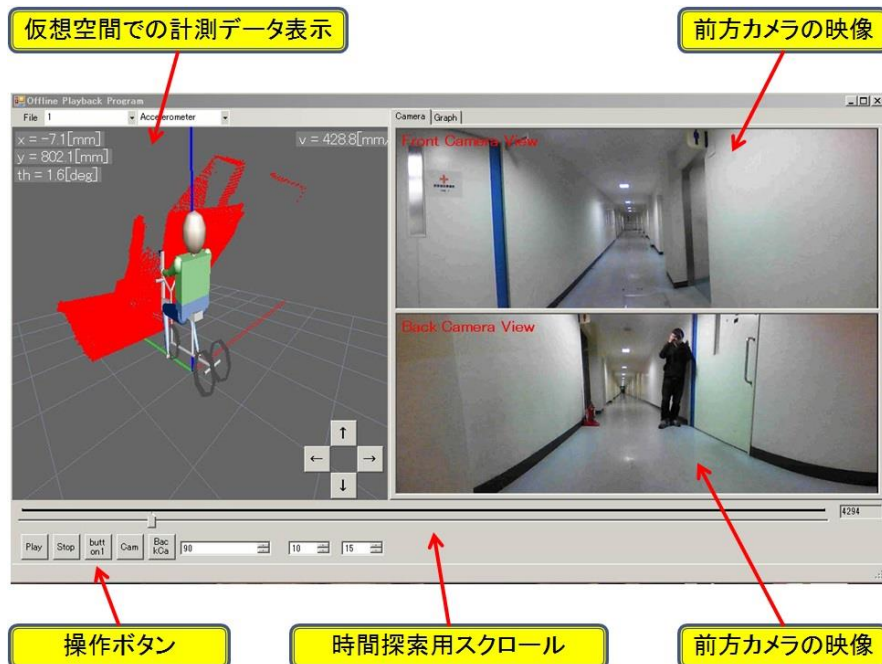 仮想空間での計測データ表示
前方カメラの映像
Offline Playback Program
File 1 Accelerometer
Camera Graph
x = -7.1[mm]
y = 802.1[mm]
th = 1.6[deg]
v = 428.8[mm/
Front Camera View
Back Camera View
↑
← →
↓
4294
Play Stop butt on1 Cam Bac kCa 90 10 15
操作ボタン
時間探索用スクロール
前方カメラの映像